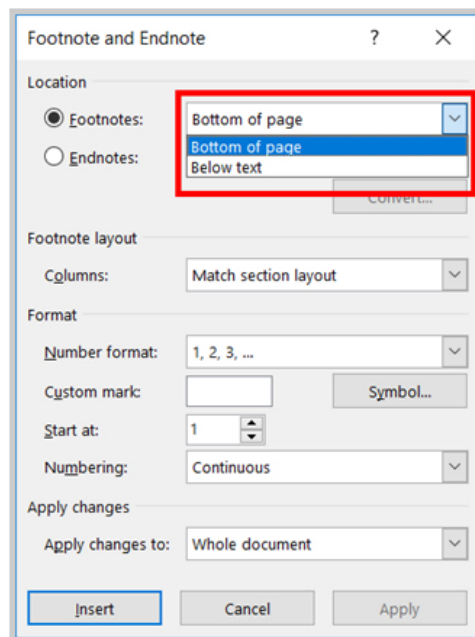 Footnote and Endnote ?
Location
Footnotes: Bottom of page
Bottom of page
Endnotes:
Below text
Convert...
Footnote layout
Columns: Match section layout
Format
Number format: 1, 2, 3, ...
Custom mark: Symbol...
Start at: 1
Numbering: Continuous
Apply changes
Apply changes to: Whole document
Insert Cancel Apply